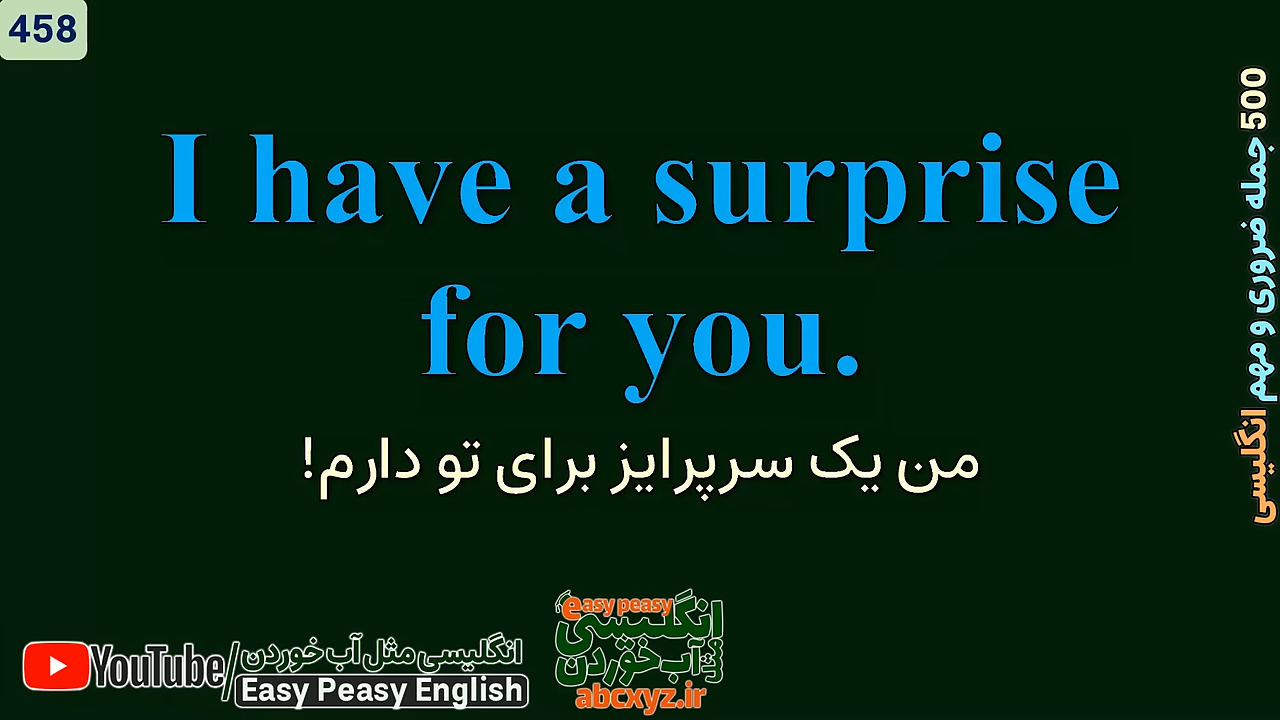 458
I have a surprise
for you.
من یک سرپرایز برای تو دارم!
500 جمله ضروری و مهم انگلیسی
YouTube/انگلیسی مثل آب خوردن
Easy Peasy English
easy peasy
انگلیسی
مثل آب خوردن
abcxyz.ir